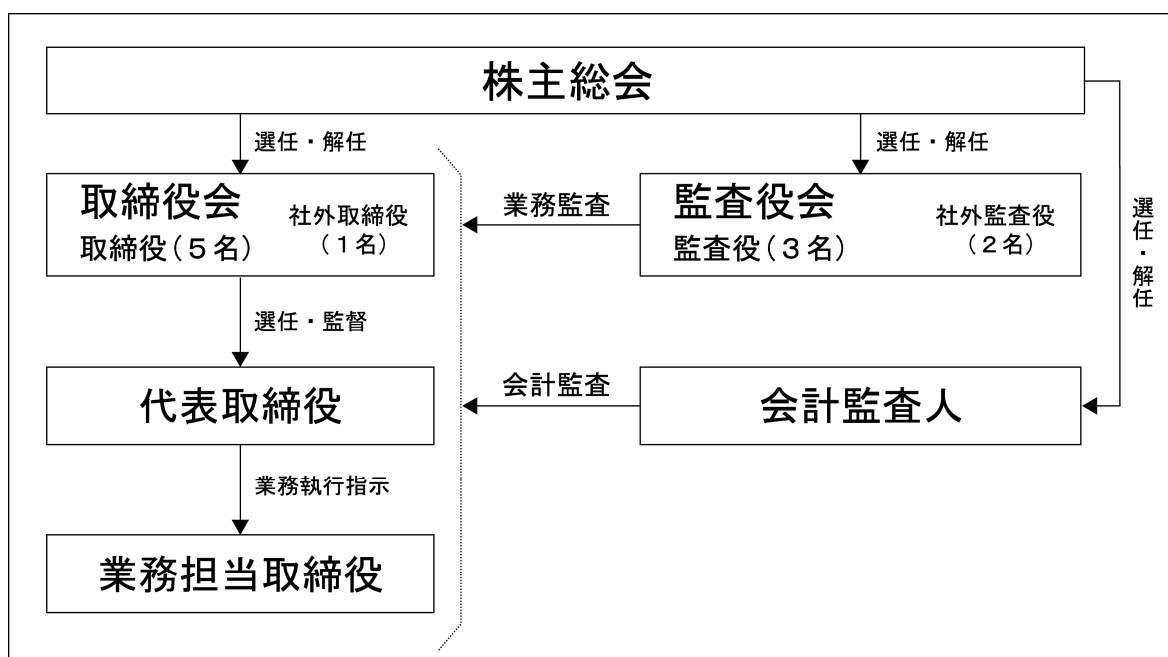 株主総会
選任・解任
選任・解任
取締役会
取締役(5名)
社外取締役
(1名)
業務監査
監査役会
監査役(3名)
社外監査役
(2名)
選任・解任
選任・監督
代表取締役
会計監査
会計監査人
業務執行指示
業務担当取締役